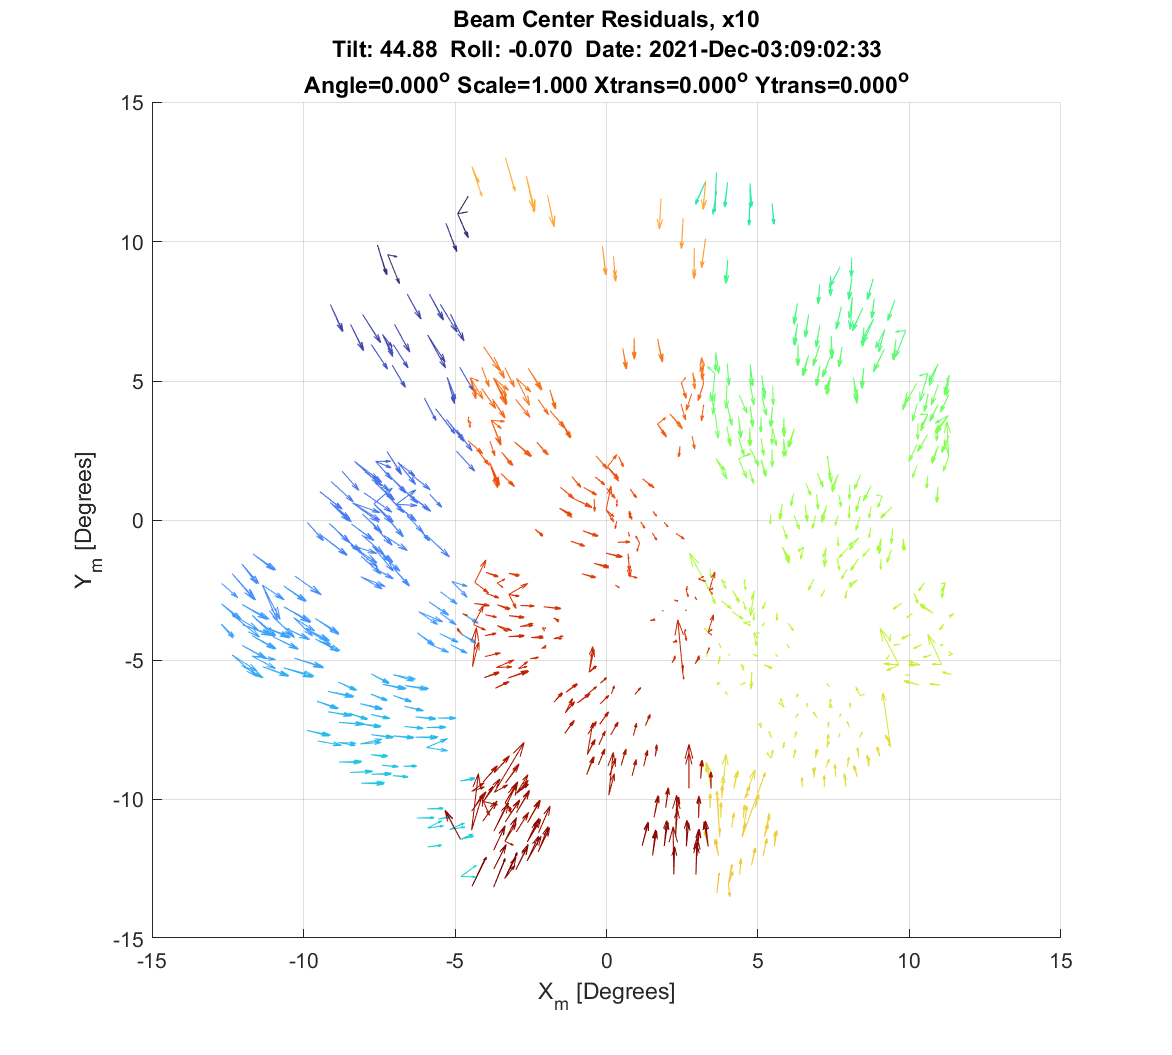 Beam Center Residuals, x10
Tilt: 44.88 Roll: -0.070 Date: 2021-Dec-03:09:02:33
Angle=0.000° Scale=1.000 Xtrans=0.000° Ytrans=0.000°
15
10
5
0
-5
-10
-15
Y_m [Degrees]
-15
-10
-5
0
5
10
15
X_m [Degrees]